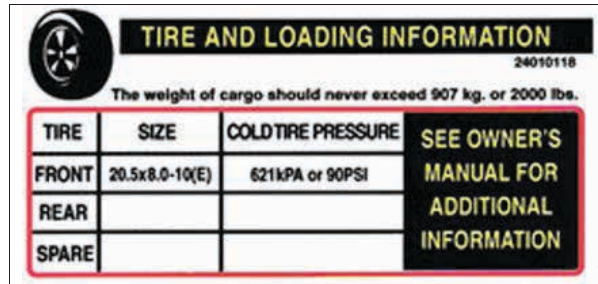 TIRE AND LOADING INFORMATION
24010118
The weight of cargo should never exceed 907 kg. or 2000 lbs.
TIRE SIZE COLD TIRE PRESSURE SEE OWNER'S MANUAL FOR ADDITIONAL INFORMATION
FRONT 20.5x8.0-10(E) 621kPA or 90PSI
REAR
SPARE